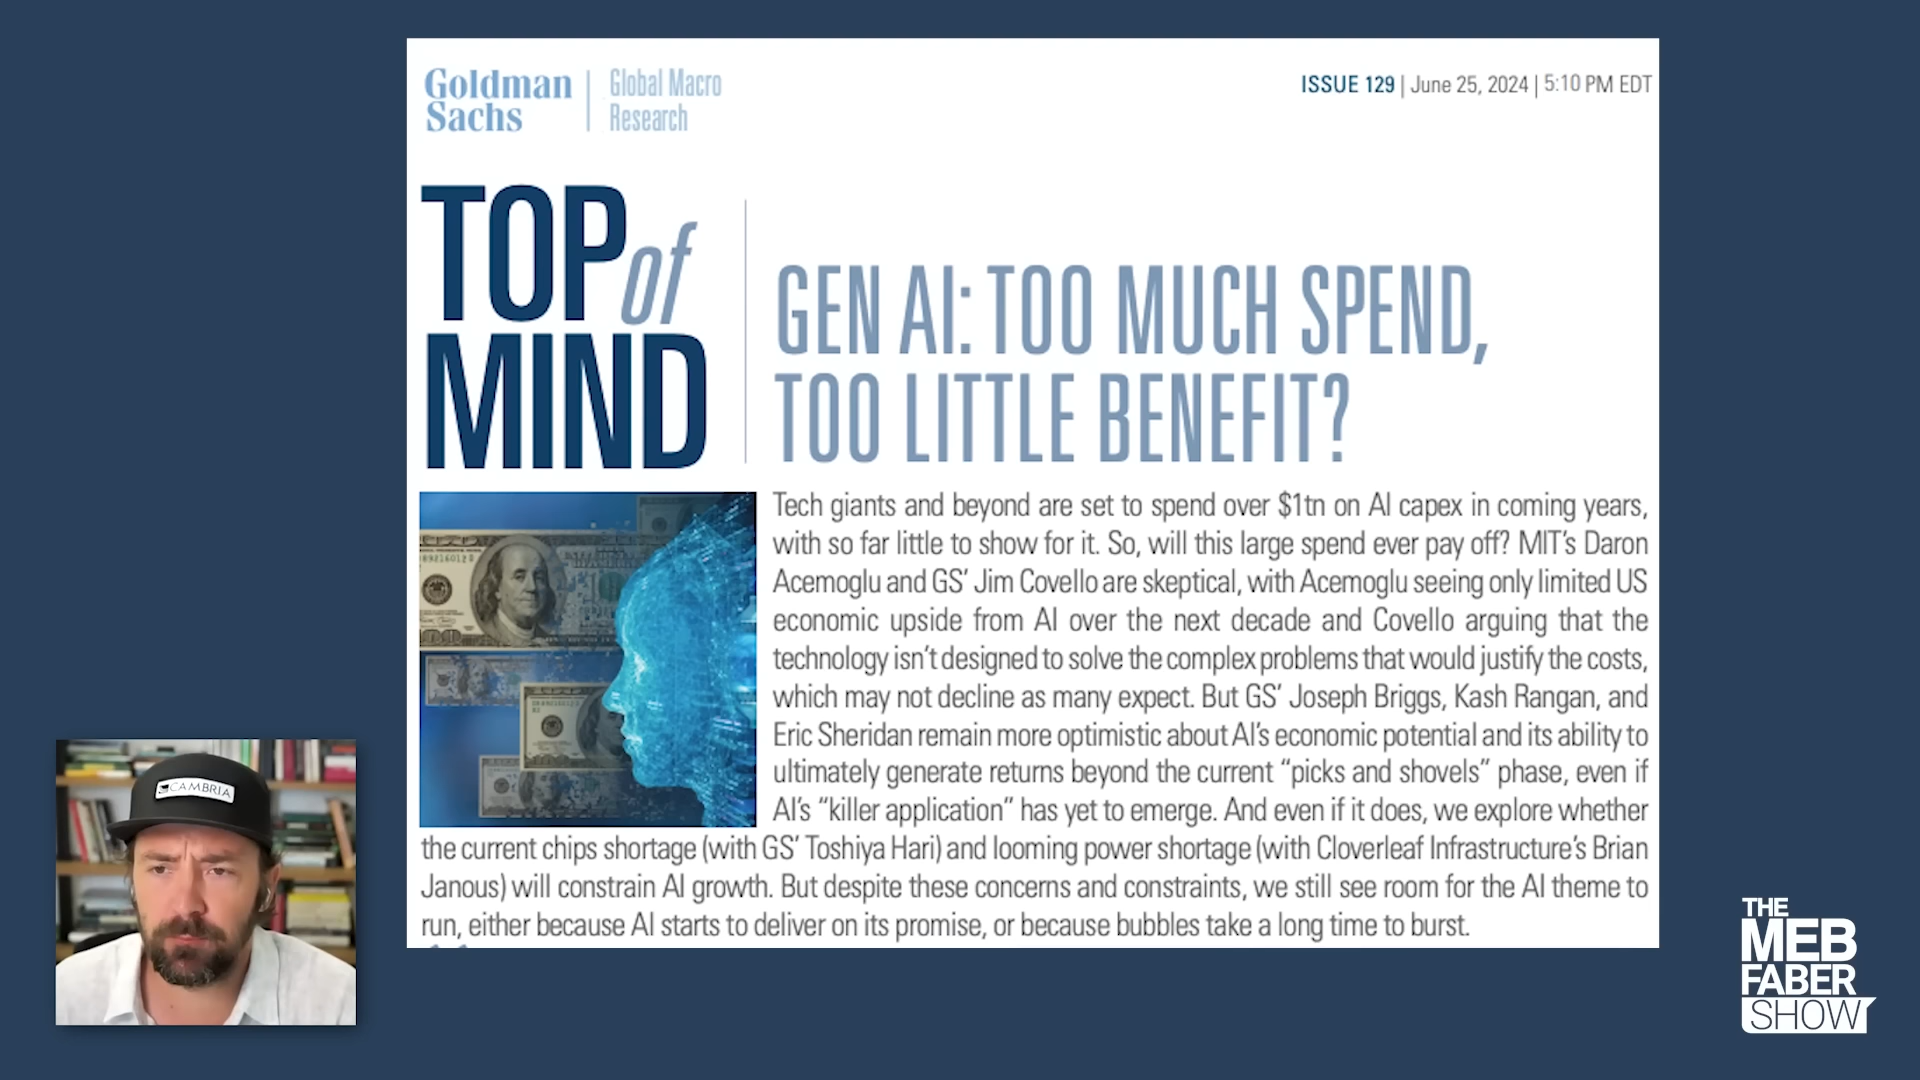 Goldman
Sachs
Global Macro
Research
ISSUE 129 | June 25, 2024 | 5:10 PM EDT
TOP of
MIND
GEN AI: TOO MUCH SPEND,
TOO LITTLE BENEFIT?
Tech giants and beyond are set to spend over $1tn on AI capex in coming years,
with so far little to show for it. So, will this large spend ever pay off? MIT’s Daron
Acemoglu and GS’ Jim Covello are skeptical, with Acemoglu seeing only limited US
economic upside from AI over the next decade and Covello arguing that the
technology isn’t designed to solve the complex problems that would justify the costs,
which may not decline as many expect. But GS’ Joseph Briggs, Kash Rangan, and
Eric Sheridan remain more optimistic about AI’s economic potential and its ability to
ultimately generate returns beyond the current “picks and shovels” phase, even if
AI’s “killer application” has yet to emerge. And even if it does, we explore whether
the current chips shortage (with GS’ Toshiya Hari) and looming power shortage (with Cloverleaf Infrastructure’s Brian
Janous) will constrain AI growth. But despite these concerns and constraints, we still see room for the AI theme to
run, either because AI starts to deliver on its promise, or because bubbles take a long time to burst.
CAMBRIA
THE
MEB
FABER
SHOW